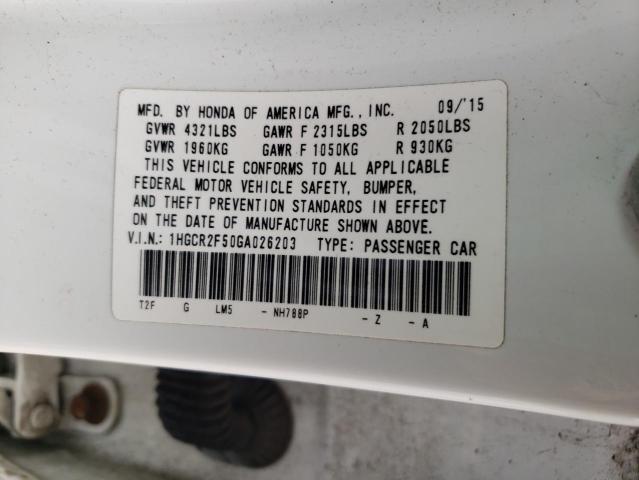 MFD. BY HONDA OF AMERICA MFG., INC. 09/'15
GVWR 4321LBS GAWR F 2315LBS R 2050LBS
GVWR 1960KG GAWR F 1050KG R 930KG
THIS VEHICLE CONFORMS TO ALL APPLICABLE
FEDERAL MOTOR VEHICLE SAFETY, BUMPER,
AND THEFT PREVENTION STANDARDS IN EFFECT
ON THE DATE OF MANUFACTURE SHOWN ABOVE.
V.I.N.: 1HGCR2F50GA026203 TYPE: PASSENGER CAR
T2F G LM5 - NH788P - Z - A